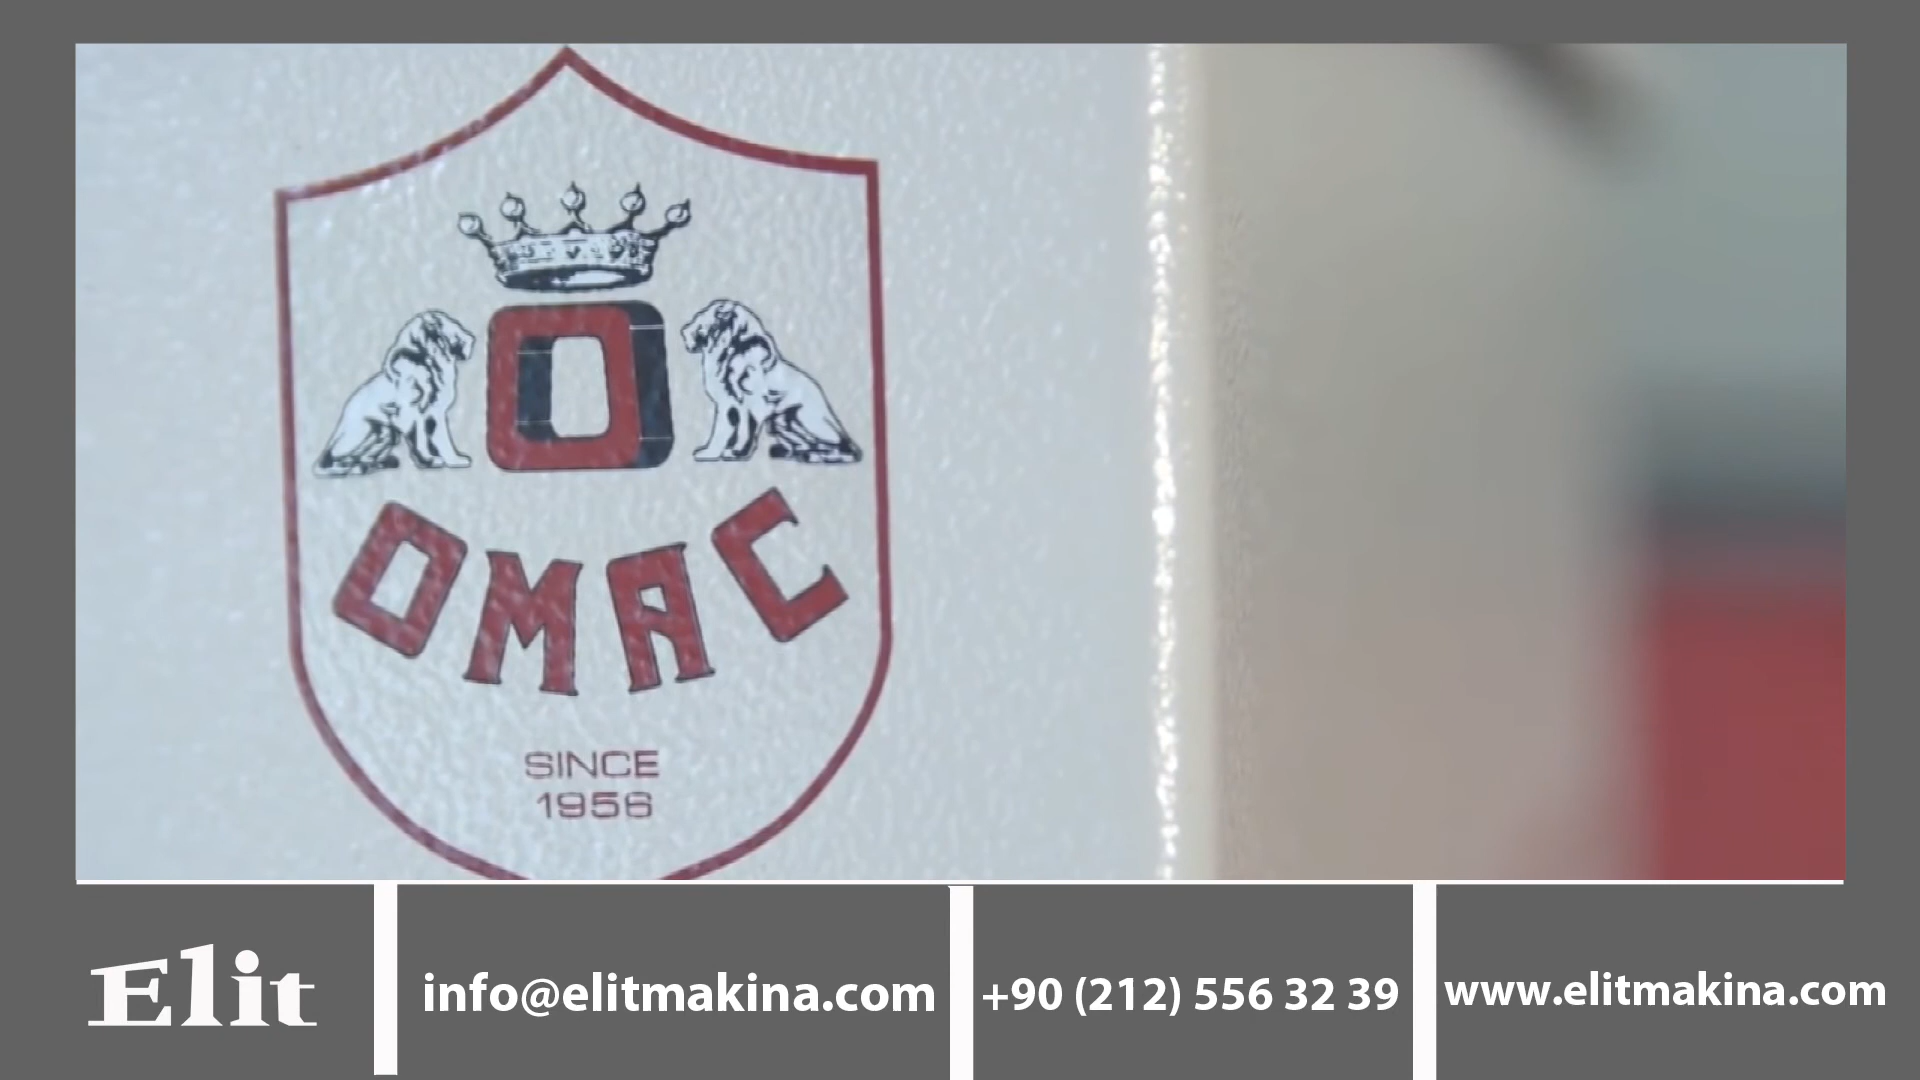 O
OMAC
SINCE
1956
Elit
info@elitmakina.com
+90 (212) 556 32 39
www.elitmakina.com